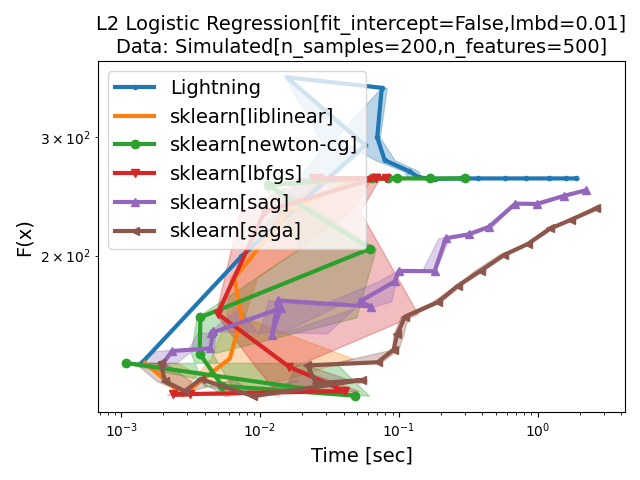 L2 Logistic Regression[fit_intercept=False,lmbd=0.01]
Data: Simulated[n_samples=200,n_features=500]
Lightning
sklearn[liblinear]
sklearn[newton-cg]
sklearn[lbfgs]
sklearn[sag]
sklearn[saga]
3 × 10²
2 × 10²
F(x)
10⁻³ 10⁻² 10⁻¹ 10⁰
Time [sec]